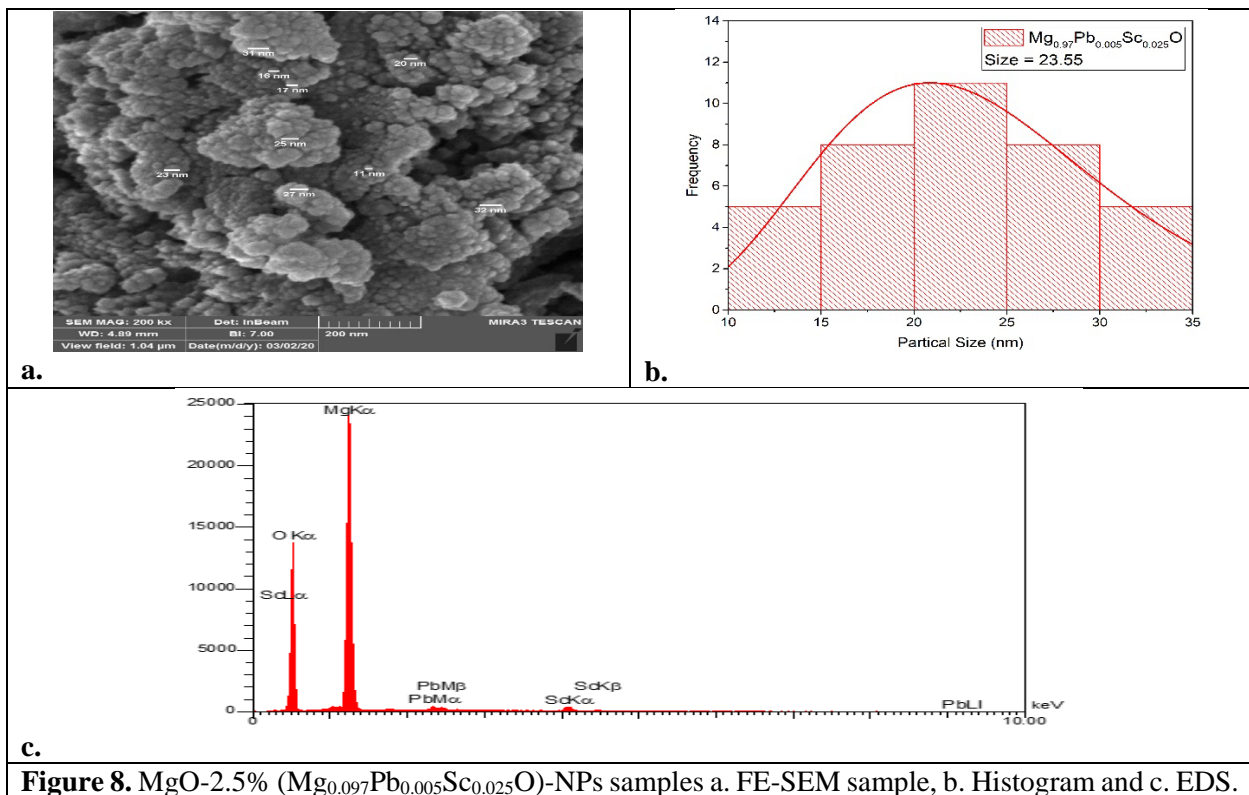 31 nm
20 nm
16 nm
17 nm
25 nm
23 nm
11 nm
27 nm
32 nm
SEM MAG: 200 kx Det: InBeam MIRA3 TESCAN
WD: 4.89 mm BI: 7.00 200 nm
View field: 1.04 µm Date(m/d/y): 03/02/20
a.
14
12
10
8
6
4
2
0
Frequency
Mg0.97Pb0.005Sc0.025O
Size = 23.55
10 15 20 25 30 35
Partical Size (nm)
b.
25000
20000
15000
10000
5000
0
MgKα
OKα
ScLα
PbMβ
PbMα
ScKβ
ScKα
PbLl
0 10.00 keV
c.
Figure 8. MgO-2.5% (Mg0.097Pb0.005Sc0.025O)-NPs samples a. FE-SEM sample, b. Histogram and c. EDS.